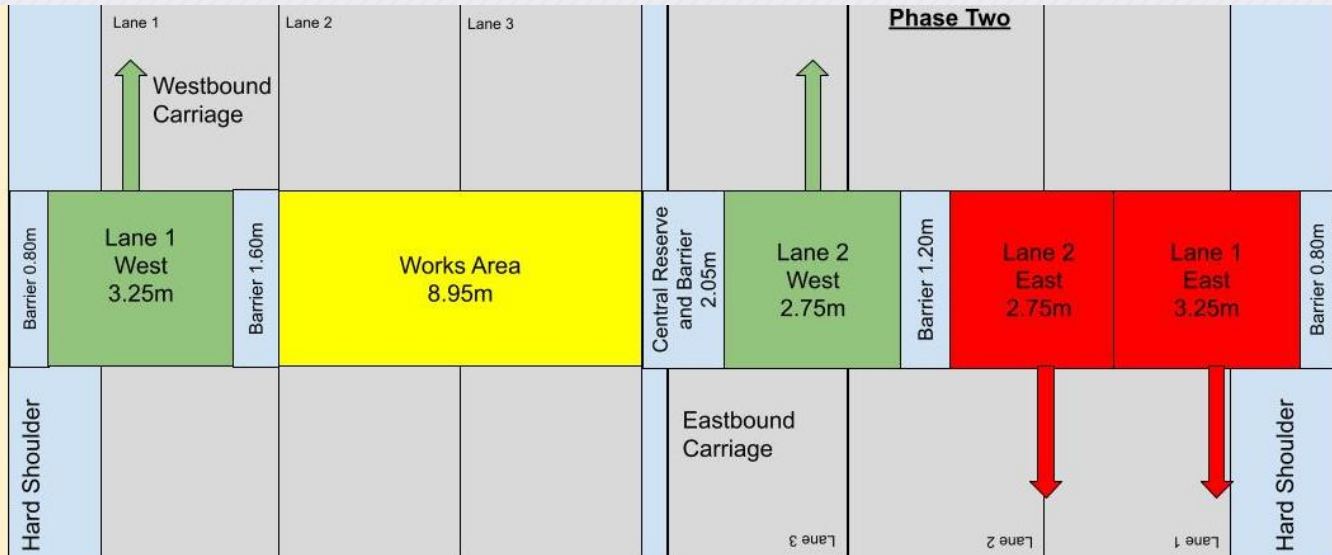 Phase Two
Lane 1
Lane 2
Lane 3
Westbound
Carriage
Barrier 0.80m
Lane 1
West
3.25m
Barrier 1.60m
Works Area
8.95m
Central Reserve
and Barrier
2.05m
Lane 2
West
2.75m
Barrier 1.20m
Lane 2
East
2.75m
Lane 1
East
3.25m
Barrier 0.80m
Hard Shoulder
Eastbound
Carriage
Lane 3
Lane 2
Lane 1
Hard Shoulder